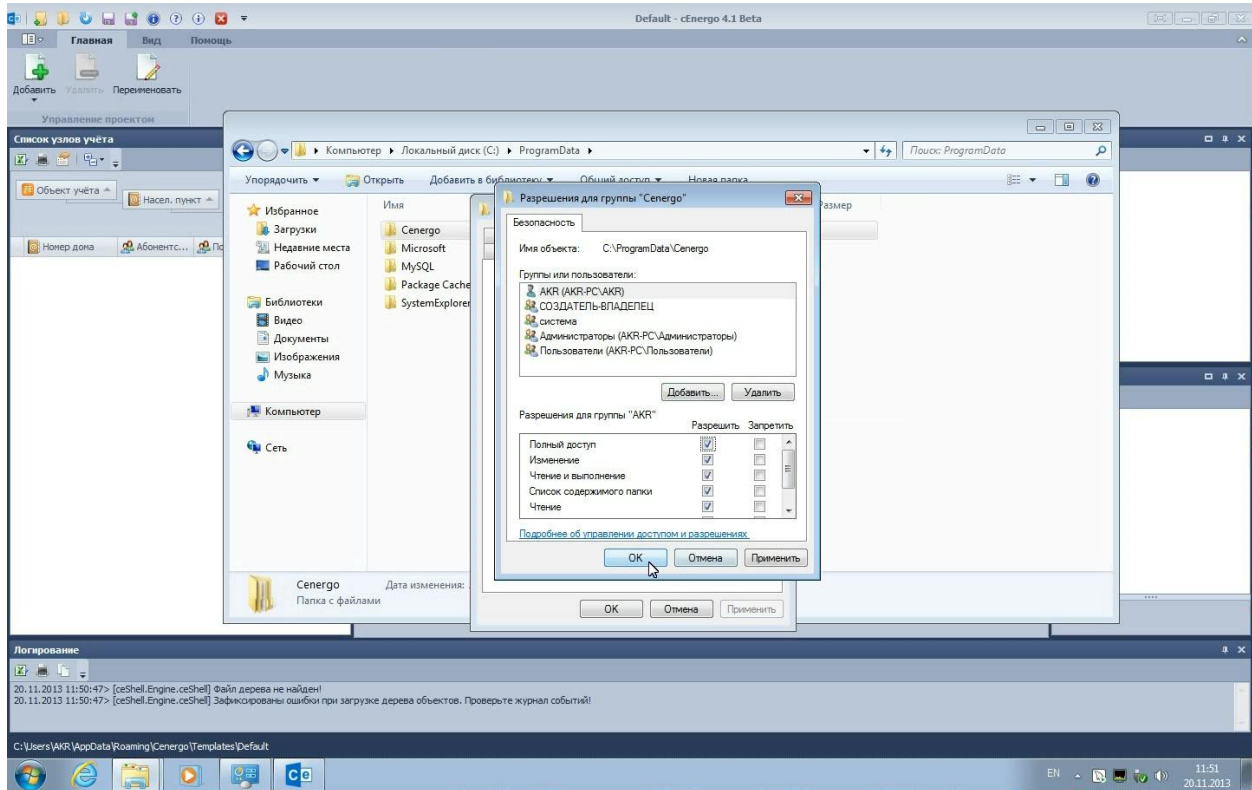 Default - cEnergo 4.1 Beta
Главная Вид Помощь
Добавить Удалить Переименовать
Управление проектом
Список узлов учёта
Компьютер Локальный диск (C:) ProgramData
Поиск: ProgramData
Упорядочить Открыть Добавить в библиотеку Общий доступ Новая папка
Объект учёта
Насел. пункт
Номер дома Абонентс...
Избранное
Загрузки
Недавние места
Рабочий стол
Библиотеки
Видео
Документы
Изображения
Музыка
Компьютер
Сеть
Имя
Размер
Cenergo
Microsoft
MySQL
Package Cache
SystemExplorer
Разрешения для группы "Cenergo"
Безопасность
Имя объекта: C:\ProgramData\Cenergo
Группы или пользователи:
AKR (AKR-PC\AKR)
СОЗДАТЕЛЬ-ВЛАДЕЛЕЦ
система
Администраторы (AKR-PC\Администраторы)
Пользователи (AKR-PC\Пользователи)
Добавить... Удалить
Разрешения для группы "AKR"
Разрешить Запретить
Полный доступ
Изменение
Чтение и выполнение
Список содержимого папки
Чтение
Подробнее об управлении доступом и разрешениях
ОК Отмена Применить
Cenergo Дата изменения:
Папка с файлами
ОК Отмена Применить
Логирование
20.11.2013 11:50:47> [ceShell.Engine.ceShell] Файл дерева не найден!
20.11.2013 11:50:47> [ceShell.Engine.ceShell] Зафиксированы ошибки при загрузке дерева объектов. Проверьте журнал событий!
C:\Users\AKR\AppData\Roaming\Cenergo\Templates\Default
Ce
EN
11:51
20.11.2013